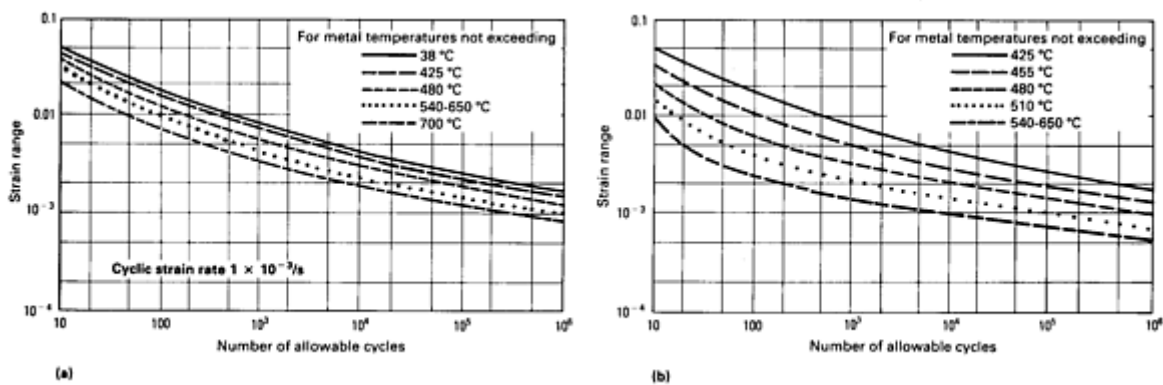 For metal temperatures not exceeding
38 °C
425 °C
480 °C
540-650 °C
700 °C
0.1
0.01
10⁻³
10⁻⁴
Strain range
Cyclic strain rate 1 × 10⁻³/s
10
100
10³
10⁴
10⁵
10⁶
Number of allowable cycles
(a)
For metal temperatures not exceeding
425 °C
455 °C
480 °C
510 °C
540-650 °C
0.1
0.01
10⁻³
10⁻⁴
Strain range
10
100
10³
10⁴
10⁵
10⁶
Number of allowable cycles
(b)